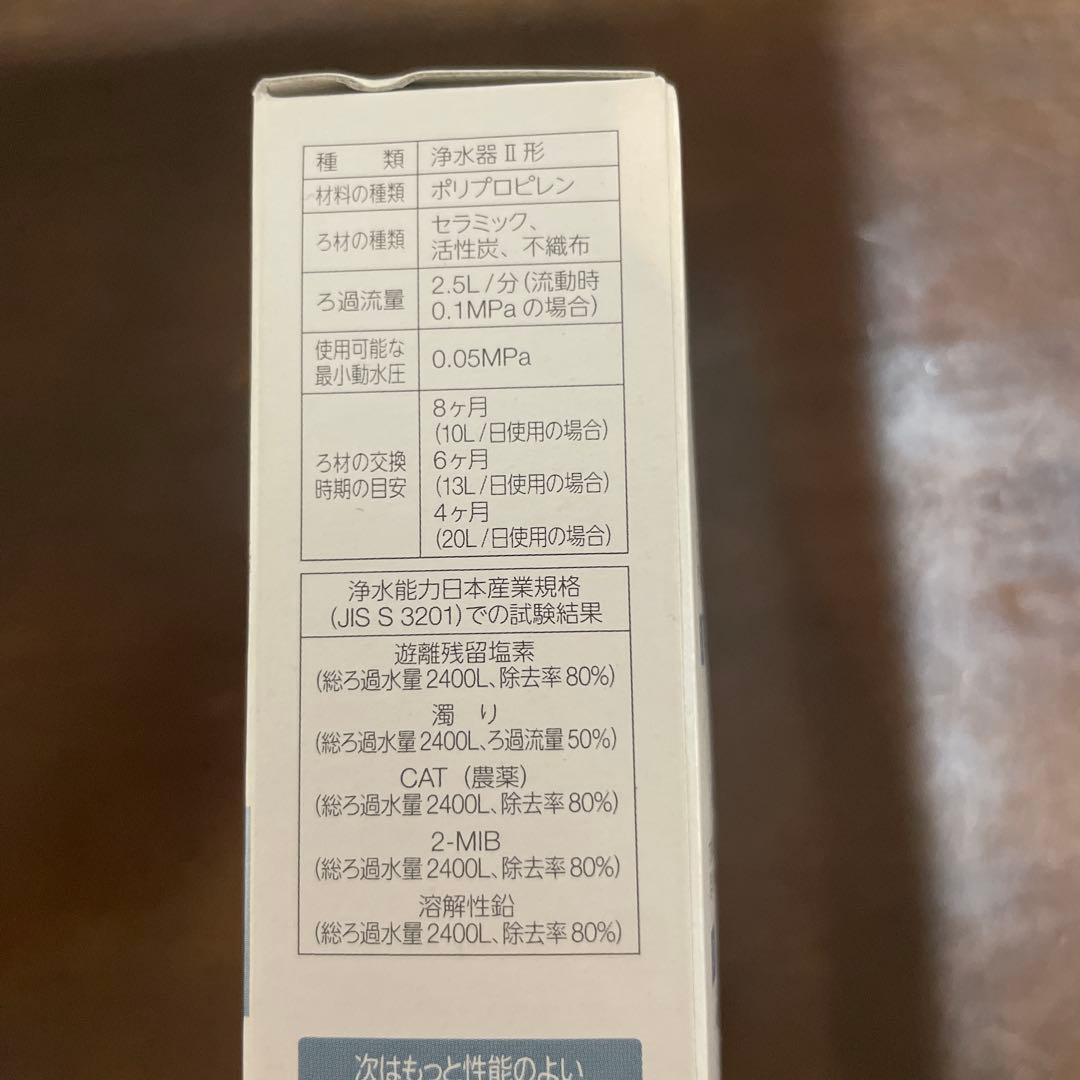 種　類 浄水器Ⅱ形
材料の種類 ポリプロピレン
ろ材の種類 セラミック、
活性炭、不織布
ろ過流量 2.5L/分(流動時
0.1MPaの場合)
使用可能な
最小動水圧 0.05MPa
ろ材の交換
時期の目安
8ヶ月
(10L/日使用の場合)
6ヶ月
(13L/日使用の場合)
4ヶ月
(20L/日使用の場合)
浄水能力日本産業規格
(JIS S 3201)での試験結果
遊離残留塩素
(総ろ過水量2400L、除去率80%)
濁　り
(総ろ過水量2400L、ろ過流量50%)
CAT（農薬）
(総ろ過水量2400L、除去率80%)
2-MIB
(総ろ過水量2400L、除去率80%)
溶解性鉛
(総ろ過水量2400L、除去率80%)
次はもっと性能のよい